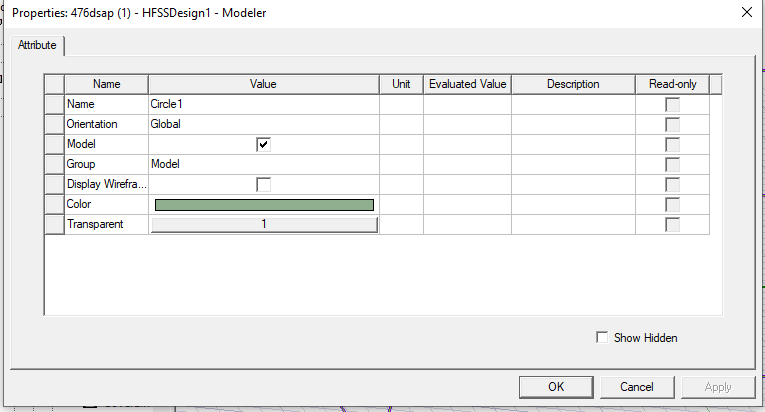 Properties: 476dsap (1) - HFSSDesign1 - Modeler
Attribute
Name Value Unit Evaluated Value Description Read-only
Name Circle1
Orientation Global
Model
Group Model
Display Wirefra...
Color
Transparent 1
Show Hidden
OK Cancel Apply